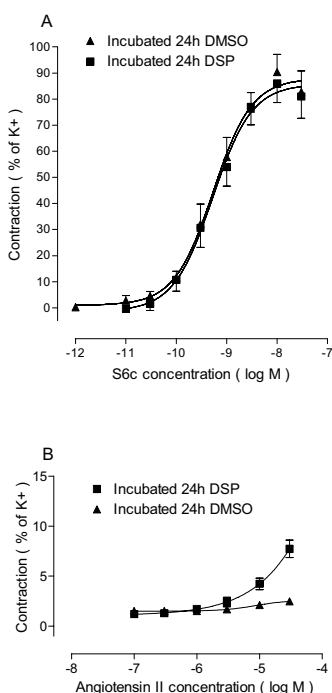 A
Incubated 24h DMSO
Incubated 24h DSP
100
90
80
70
60
50
40
30
20
10
0
Contraction ( % of K+)
-12 -11 -10 -9 -8 -7
S6c concentration ( log M )
B
Incubated 24h DSP
Incubated 24h DMSO
15
10
5
0
Contraction ( % of K+)
-8 -7 -6 -5 -4
Angiotensin II concentration ( log M )